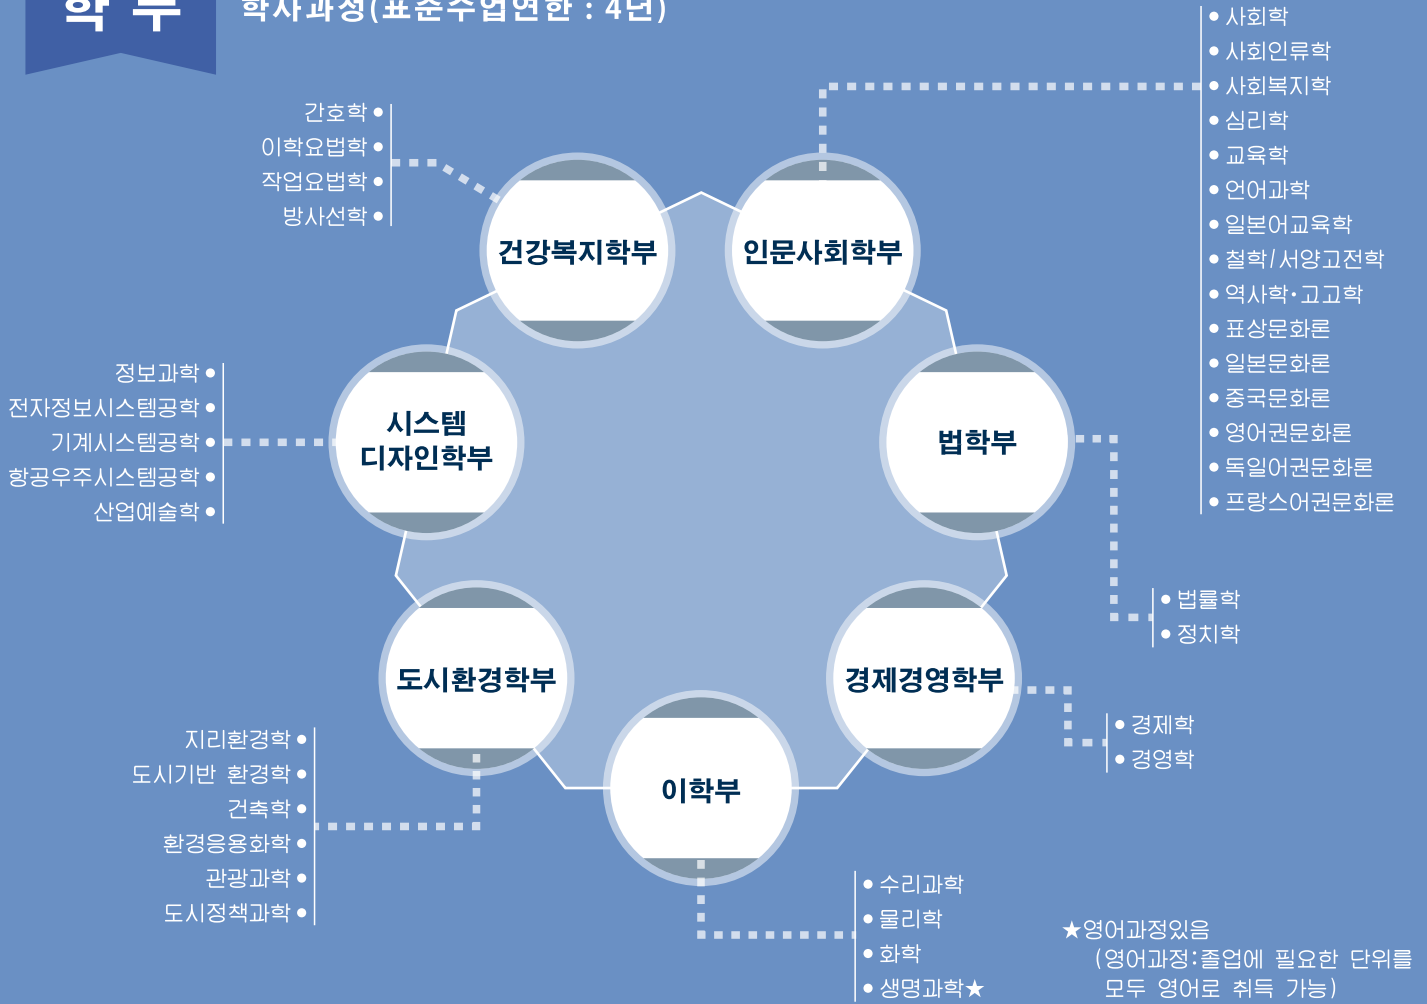 학 부
학사과정(표준수업연한 : 4년)
간호학 ●
이학요법학 ●
작업요법학 ●
방사선학 ●
건강복지학부
인문사회학부
● 사회학
● 사회인류학
● 사회복지학
● 심리학
● 교육학
● 언어과학
● 일본어교육학
● 철학/서양고전학
● 역사학·고고학
● 표상문화론
● 일본문화론
● 중국문화론
● 영어권문화론
● 독일어권문화론
● 프랑스어권문화론
정보과학 ●
전자정보시스템공학 ●
기계시스템공학 ●
항공우주시스템공학 ●
산업예술학 ●
시스템
디자인학부
법학부
● 법률학
● 정치학
도시환경학부
지리환경학 ●
도시기반 환경학 ●
건축학 ●
환경응용화학 ●
관광과학 ●
도시정책과학 ●
경제경영학부
● 경제학
● 경영학
이학부
● 수리과학
● 물리학
● 화학
● 생명과학★
★영어과정있음
(영어과정:졸업에 필요한 단위를
모두 영어로 취득 가능)